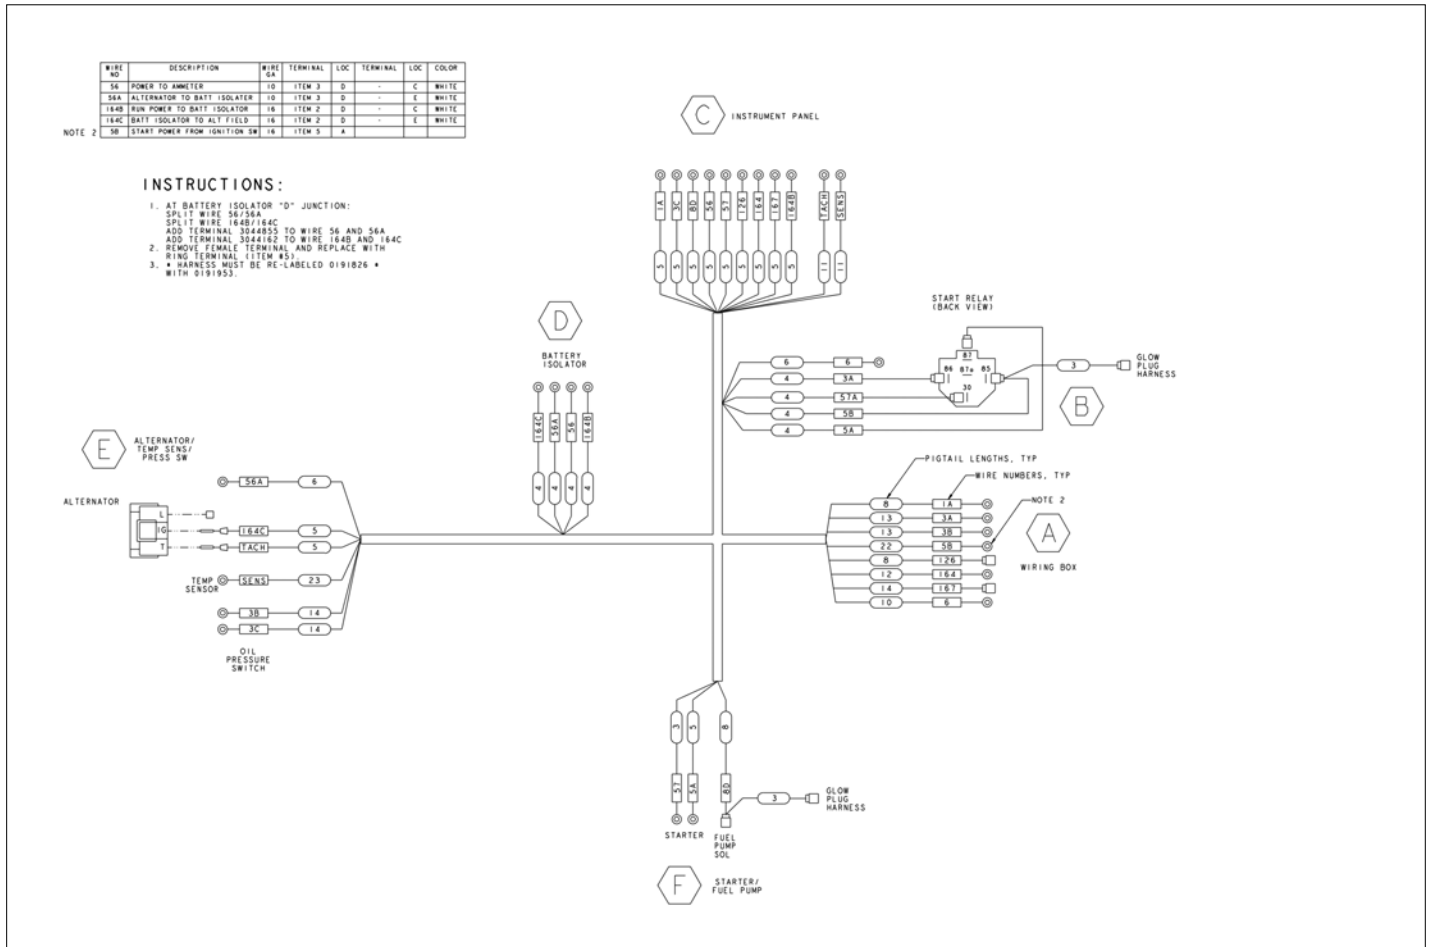 WIRE NO DESCRIPTION WIRE GA TERMINAL LOC TERMINAL LOC COLOR
56 POWER TO AMMETER 10 ITEM 3 D - C WHITE
56A ALTERNATOR TO BATT ISOLATER 10 ITEM 3 D - E WHITE
164B RUN POWER TO BATT ISOLATOR 16 ITEM 2 D - C WHITE
164C BATT ISOLATOR TO ALT FIELD 16 ITEM 2 D - E WHITE
NOTE 2 5B START POWER FROM IGNITION SW 16 ITEM 5 A
INSTRUCTIONS:
1. AT BATTERY ISOLATOR "D" JUNCTION:
SPLIT WIRE 56/56A
SPLIT WIRE 164B/164C
ADD TERMINAL 3044855 TO WIRE 56 AND 56A
ADD TERMINAL 3044162 TO WIRE 164B AND 164C
2. REMOVE FEMALE TERMINAL AND REPLACE WITH
RING TERMINAL (ITEM #5).
3. * HARNESS MUST BE RE-LABELED 0191826 *
WITH 0191953.
C INSTRUMENT PANEL
1A 3C 8D 56 57 126 164 167 164B TACH SENS
5 5 5 5 5 5 5 5 5 11 11
D
BATTERY
ISOLATOR
164C 56A 56 164B
4 4 4 4
START RELAY
(BACK VIEW)
87
86 87a 85
30
6 6
4 3A
4 57A
4 5B
4 5A
3
GLOW
PLUG
HARNESS
B
E
ALTERNATOR/
TEMP SENS/
PRESS SW
56A 6
ALTERNATOR
L
IG 164C 5
T TACH 5
TEMP
SENSOR
SENS 23
3B 14
3C 14
OIL
PRESSURE
SWITCH
PIGTAIL LENGTHS, TYP
WIRE NUMBERS, TYP
NOTE 2
8 1A
13 3A
13 3B
22 5B
8 126
12 164
14 167
10 6
A
WIRING BOX
3 5 8
57 5A 8D
STARTER
FUEL
PUMP
SOL
3
GLOW
PLUG
HARNESS
F
STARTER/
FUEL PUMP